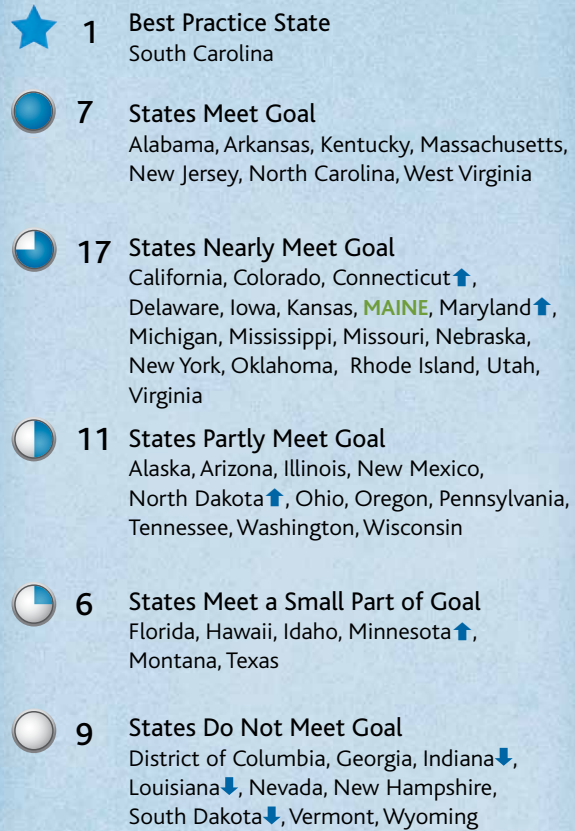 1 Best Practice State
South Carolina
7 States Meet Goal
Alabama, Arkansas, Kentucky, Massachusetts,
New Jersey, North Carolina, West Virginia
17 States Nearly Meet Goal
California, Colorado, Connecticut⬆,
Delaware, Iowa, Kansas, MAINE, Maryland⬆,
Michigan, Mississippi, Missouri, Nebraska,
New York, Oklahoma, Rhode Island, Utah,
Virginia
11 States Partly Meet Goal
Alaska, Arizona, Illinois, New Mexico,
North Dakota⬆, Ohio, Oregon, Pennsylvania,
Tennessee, Washington, Wisconsin
6 States Meet a Small Part of Goal
Florida, Hawaii, Idaho, Minnesota⬆,
Montana, Texas
9 States Do Not Meet Goal
District of Columbia, Georgia, Indiana⬇,
Louisiana⬇, Nevada, New Hampshire,
South Dakota⬇, Vermont, Wyoming